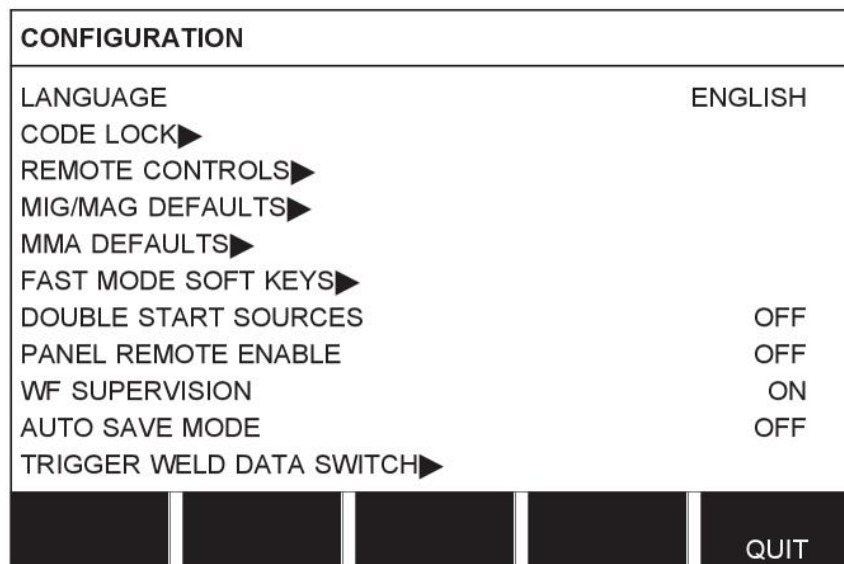 CONFIGURATION
LANGUAGE ENGLISH
CODE LOCK▶
REMOTE CONTROLS▶
MIG/MAG DEFAULTS▶
MMA DEFAULTS▶
FAST MODE SOFT KEYS▶
DOUBLE START SOURCES OFF
PANEL REMOTE ENABLE OFF
WF SUPERVISION ON
AUTO SAVE MODE OFF
TRIGGER WELD DATA SWITCH▶
QUIT